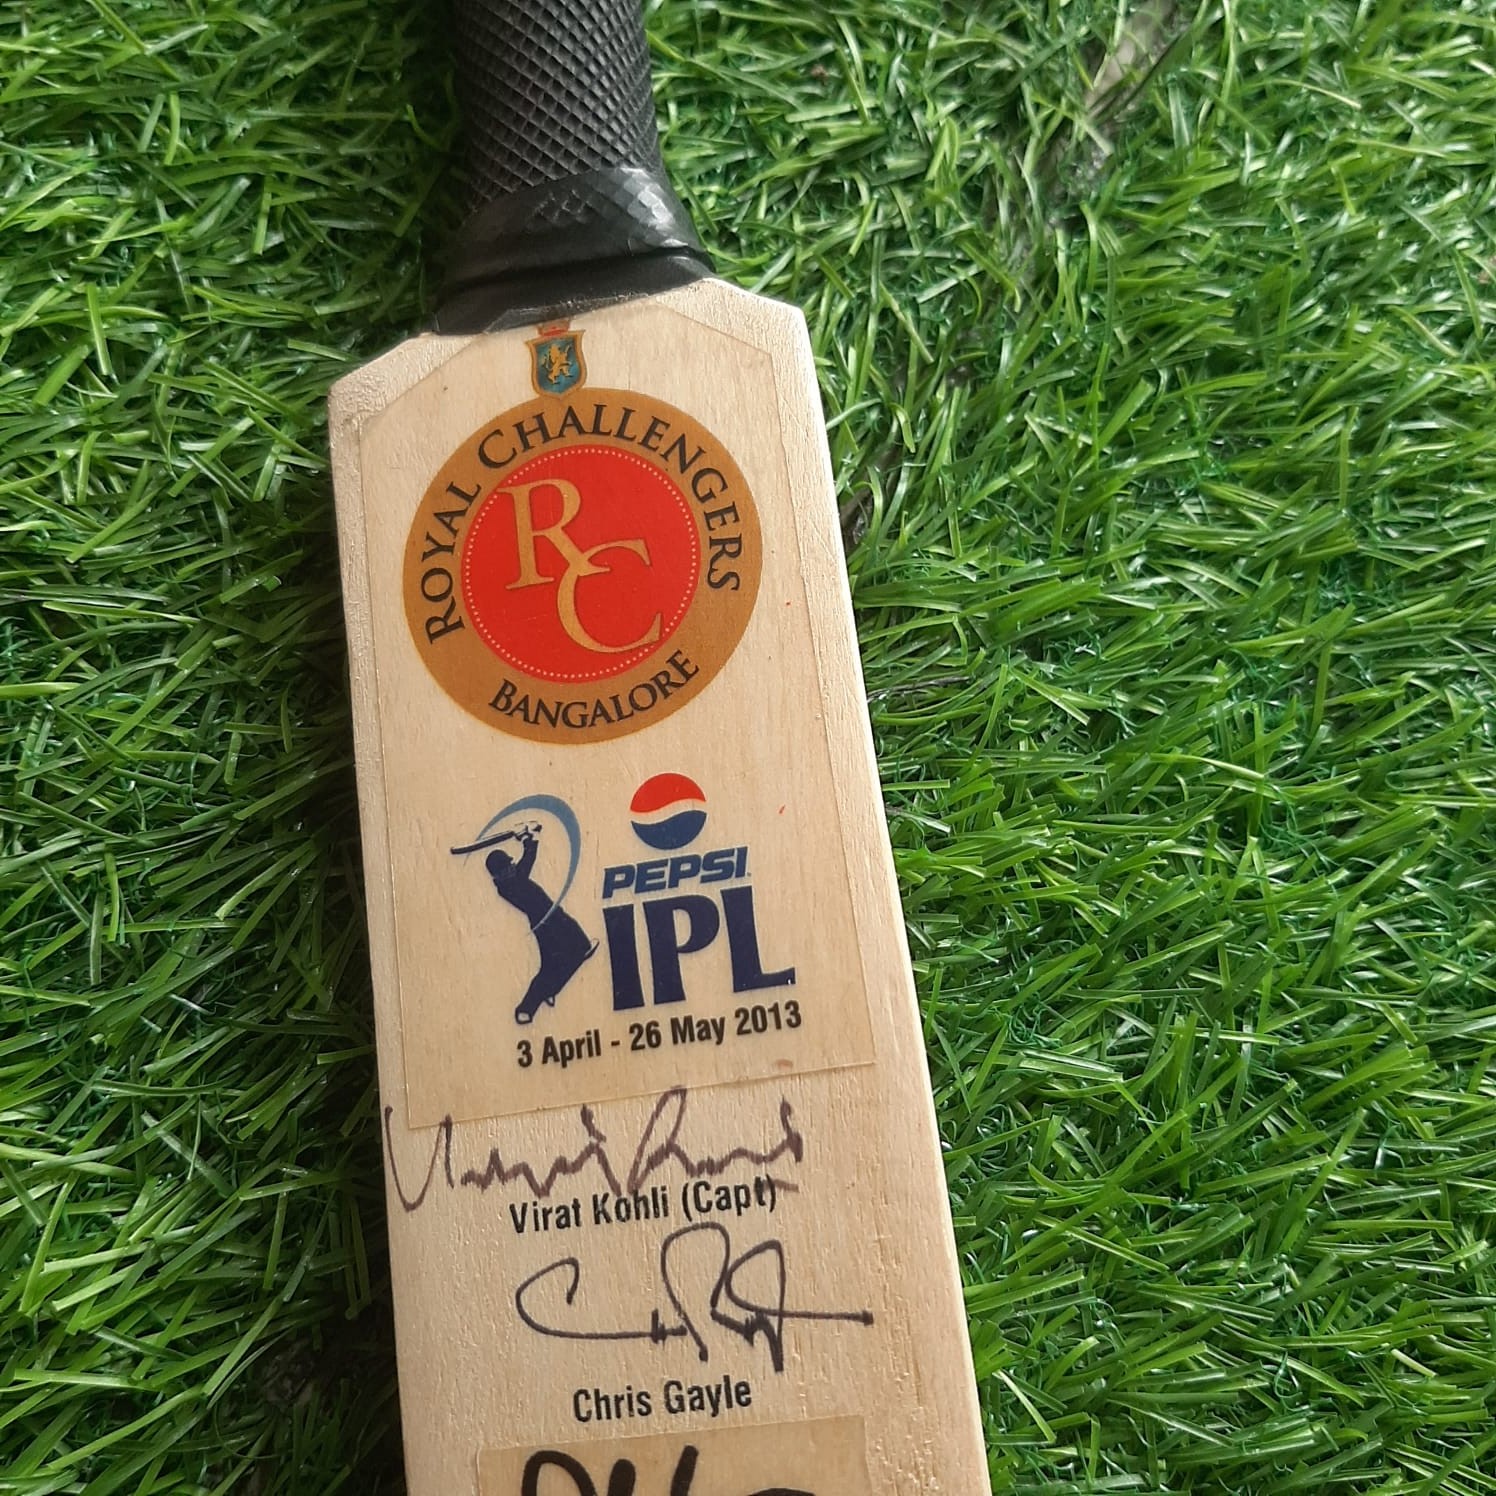 ROYAL CHALLENGERS
RC
BANGALORE
PEPSI
IPL
3 April - 26 May 2013
Virat Kohli (Capt)
Chris Gayle